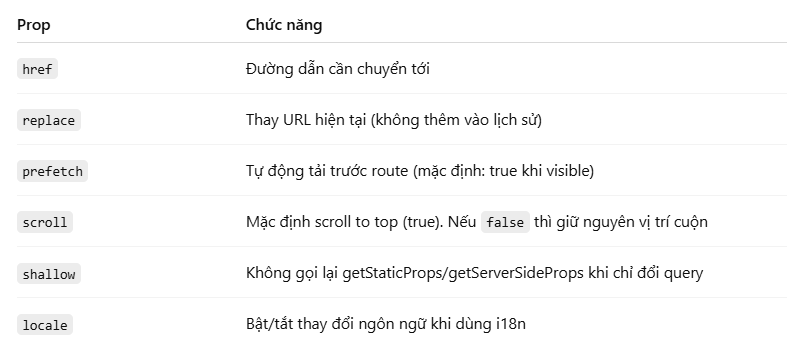 Prop Chức năng
href Đường dẫn cần chuyển tới
replace Thay URL hiện tại (không thêm vào lịch sử)
prefetch Tự động tải trước route (mặc định: true khi visible)
scroll Mặc định scroll to top (true). Nếu false thì giữ nguyên vị trí cuộn
shallow Không gọi lại getStaticProps/getServerSideProps khi chỉ đổi query
locale Bật/tắt thay đổi ngôn ngữ khi dùng i18n